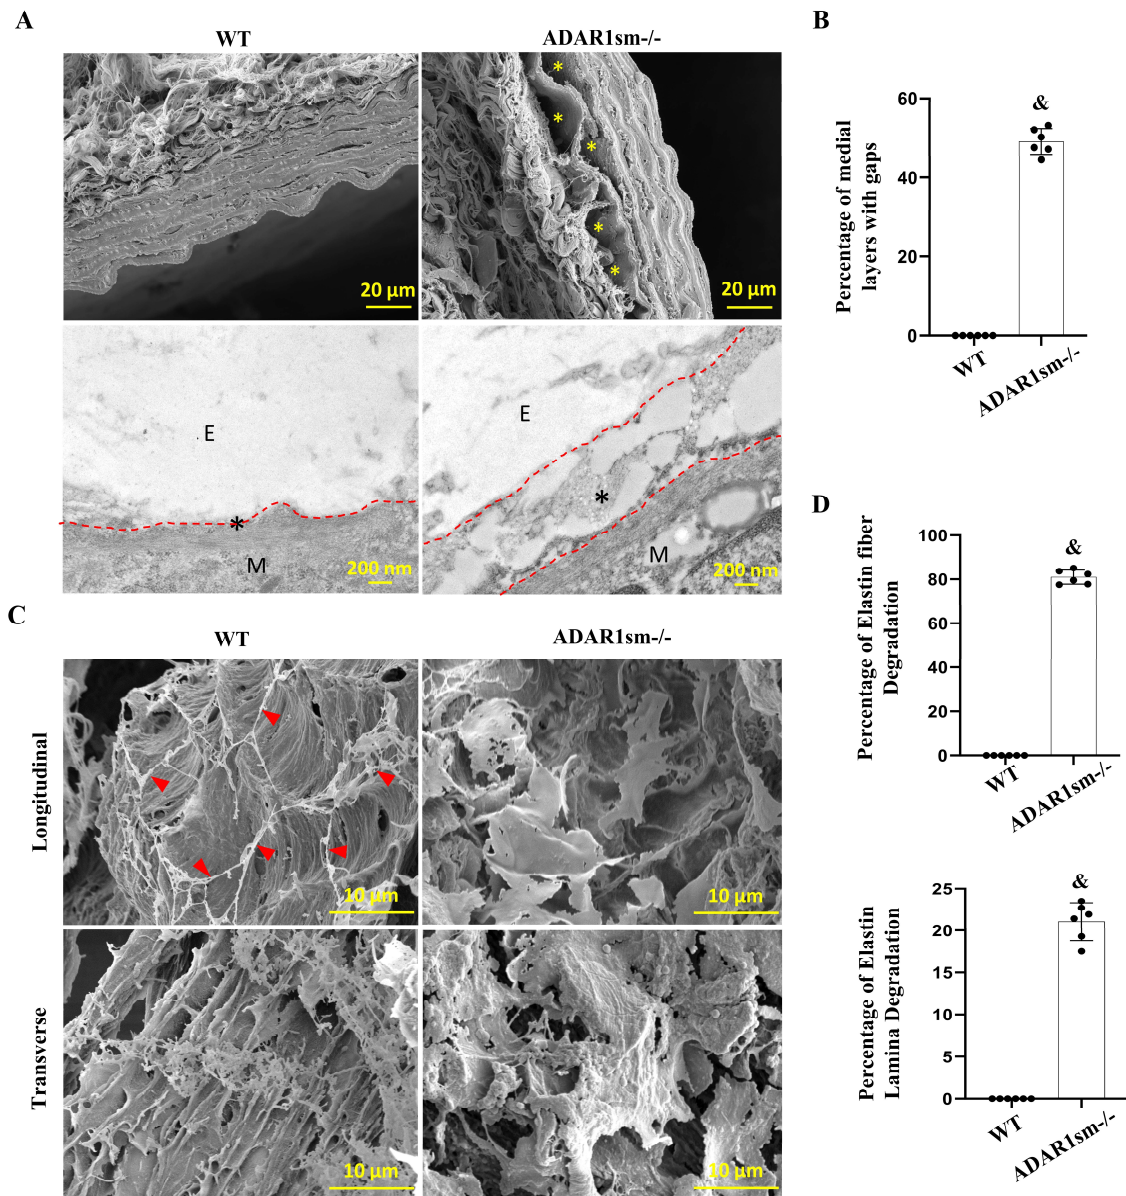 A
WT
ADAR1sm-/-
*
*
*
*
*
20 µm
20 µm
E
*
M
200 nm
E
*
M
200 nm
B
Percentage of medial
layers with gaps
60
40
20
0
&
WT
ADAR1sm-/-
C
WT
ADAR1sm-/-
Longitudinal
10 µm
10 µm
Transverse
10 µm
10 µm
D
Percentage of Elastin fiber
Degradation
100
80
60
40
20
0
&
WT
ADAR1sm-/-
Percentage of Elastin
Lamina Degradation
25
20
15
10
5
0
&
WT
ADAR1sm-/-